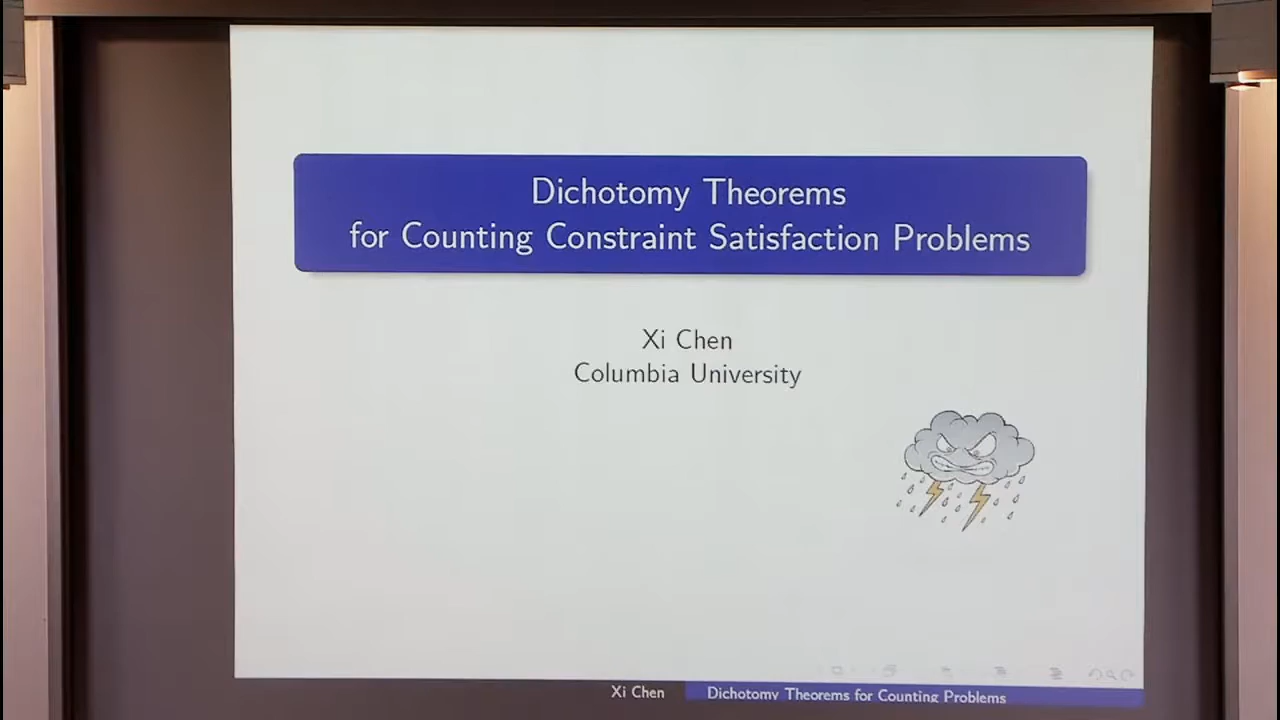 Dichotomy Theorems
for Counting Constraint Satisfaction Problems
Xi Chen
Columbia University
Xi Chen
Dichotomy Theorems for Counting Problems